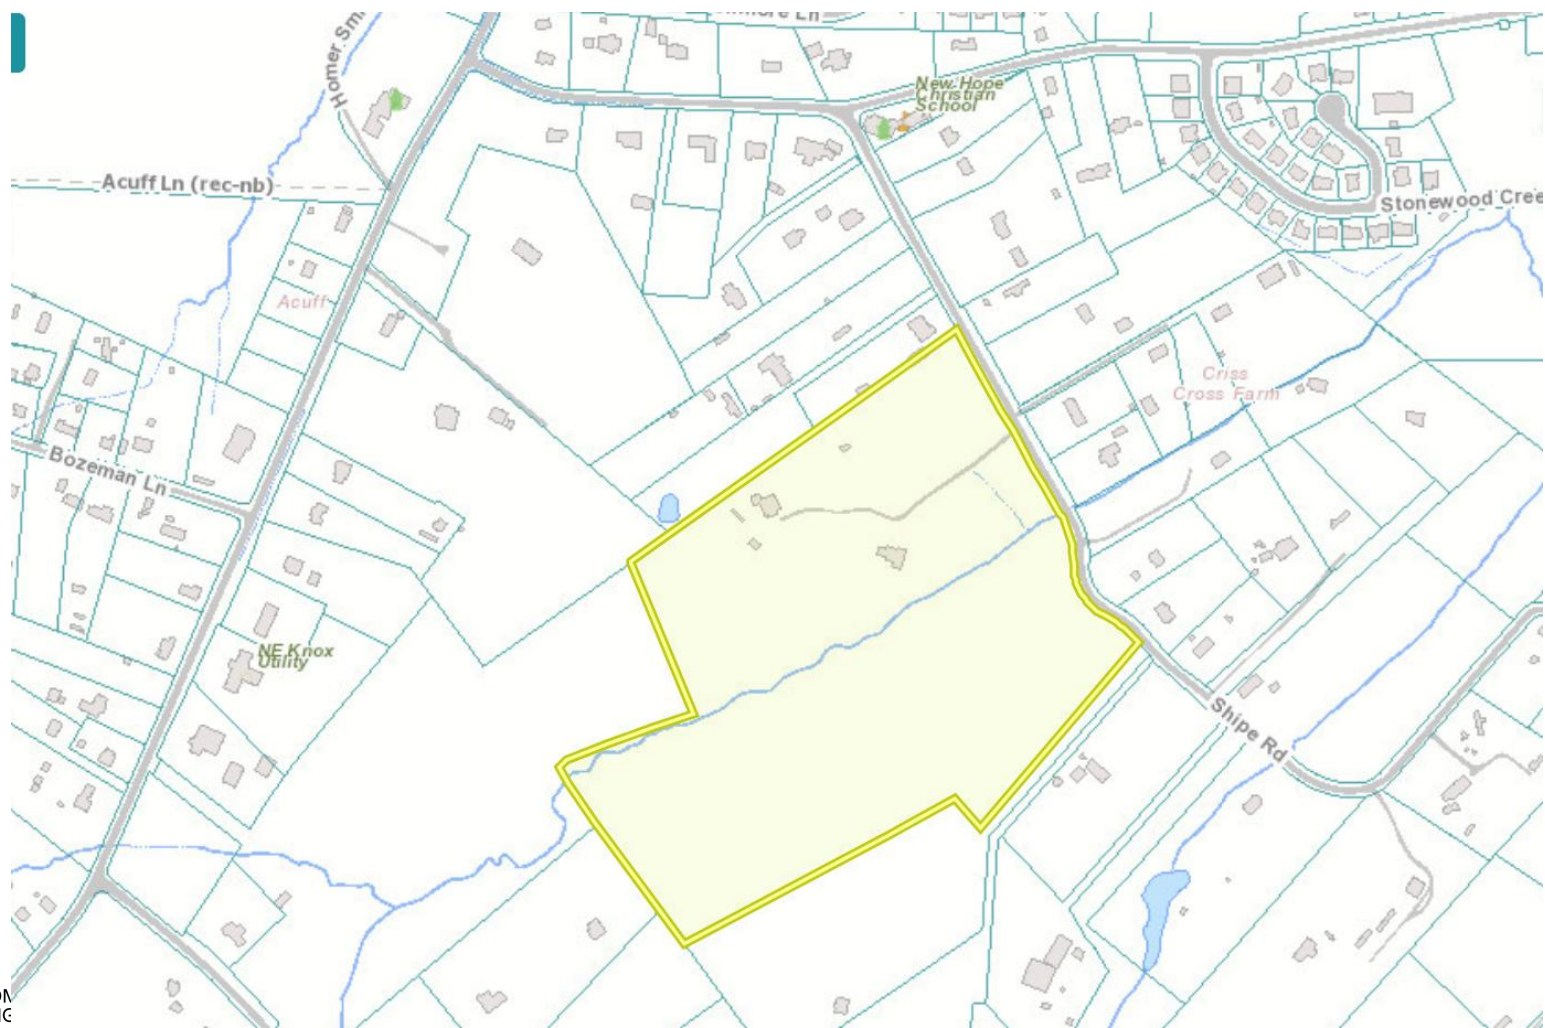 Homer Smi
New Hope
Christian
School
Acuff Ln (rec-nb)
Stonewood Cree
Acuff
Criss
Cross Farm
Bozeman Ln
NE Knox
Utility
Shipe Rd